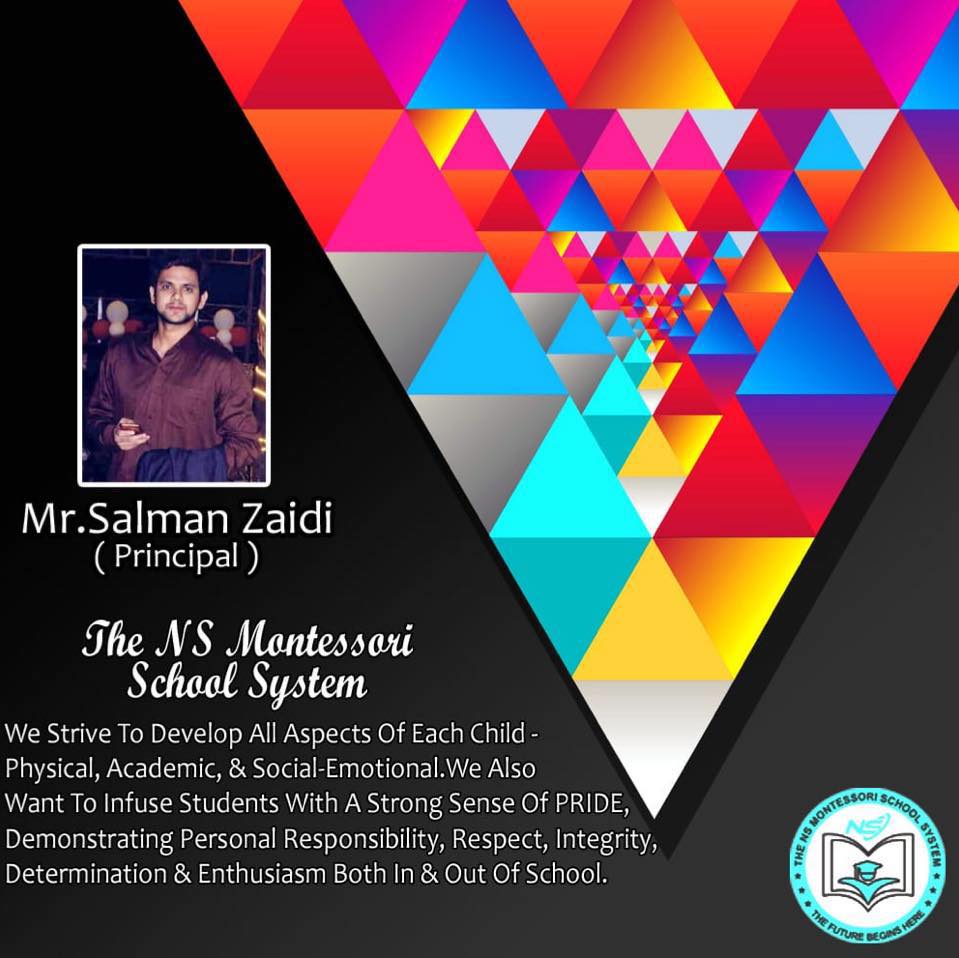 Mr.Salman Zaidi
( Principal )
The NS Montessori
School System
We Strive To Develop All Aspects Of Each Child -
Physical, Academic, & Social-Emotional.We Also
Want To Infuse Students With A Strong Sense Of PRIDE,
Demonstrating Personal Responsibility, Respect, Integrity,
Determination & Enthusiasm Both In & Out Of School.
THE NS MONTESSORI SCHOOL SYSTEM
NS
THE FUTURE BEGINS HERE